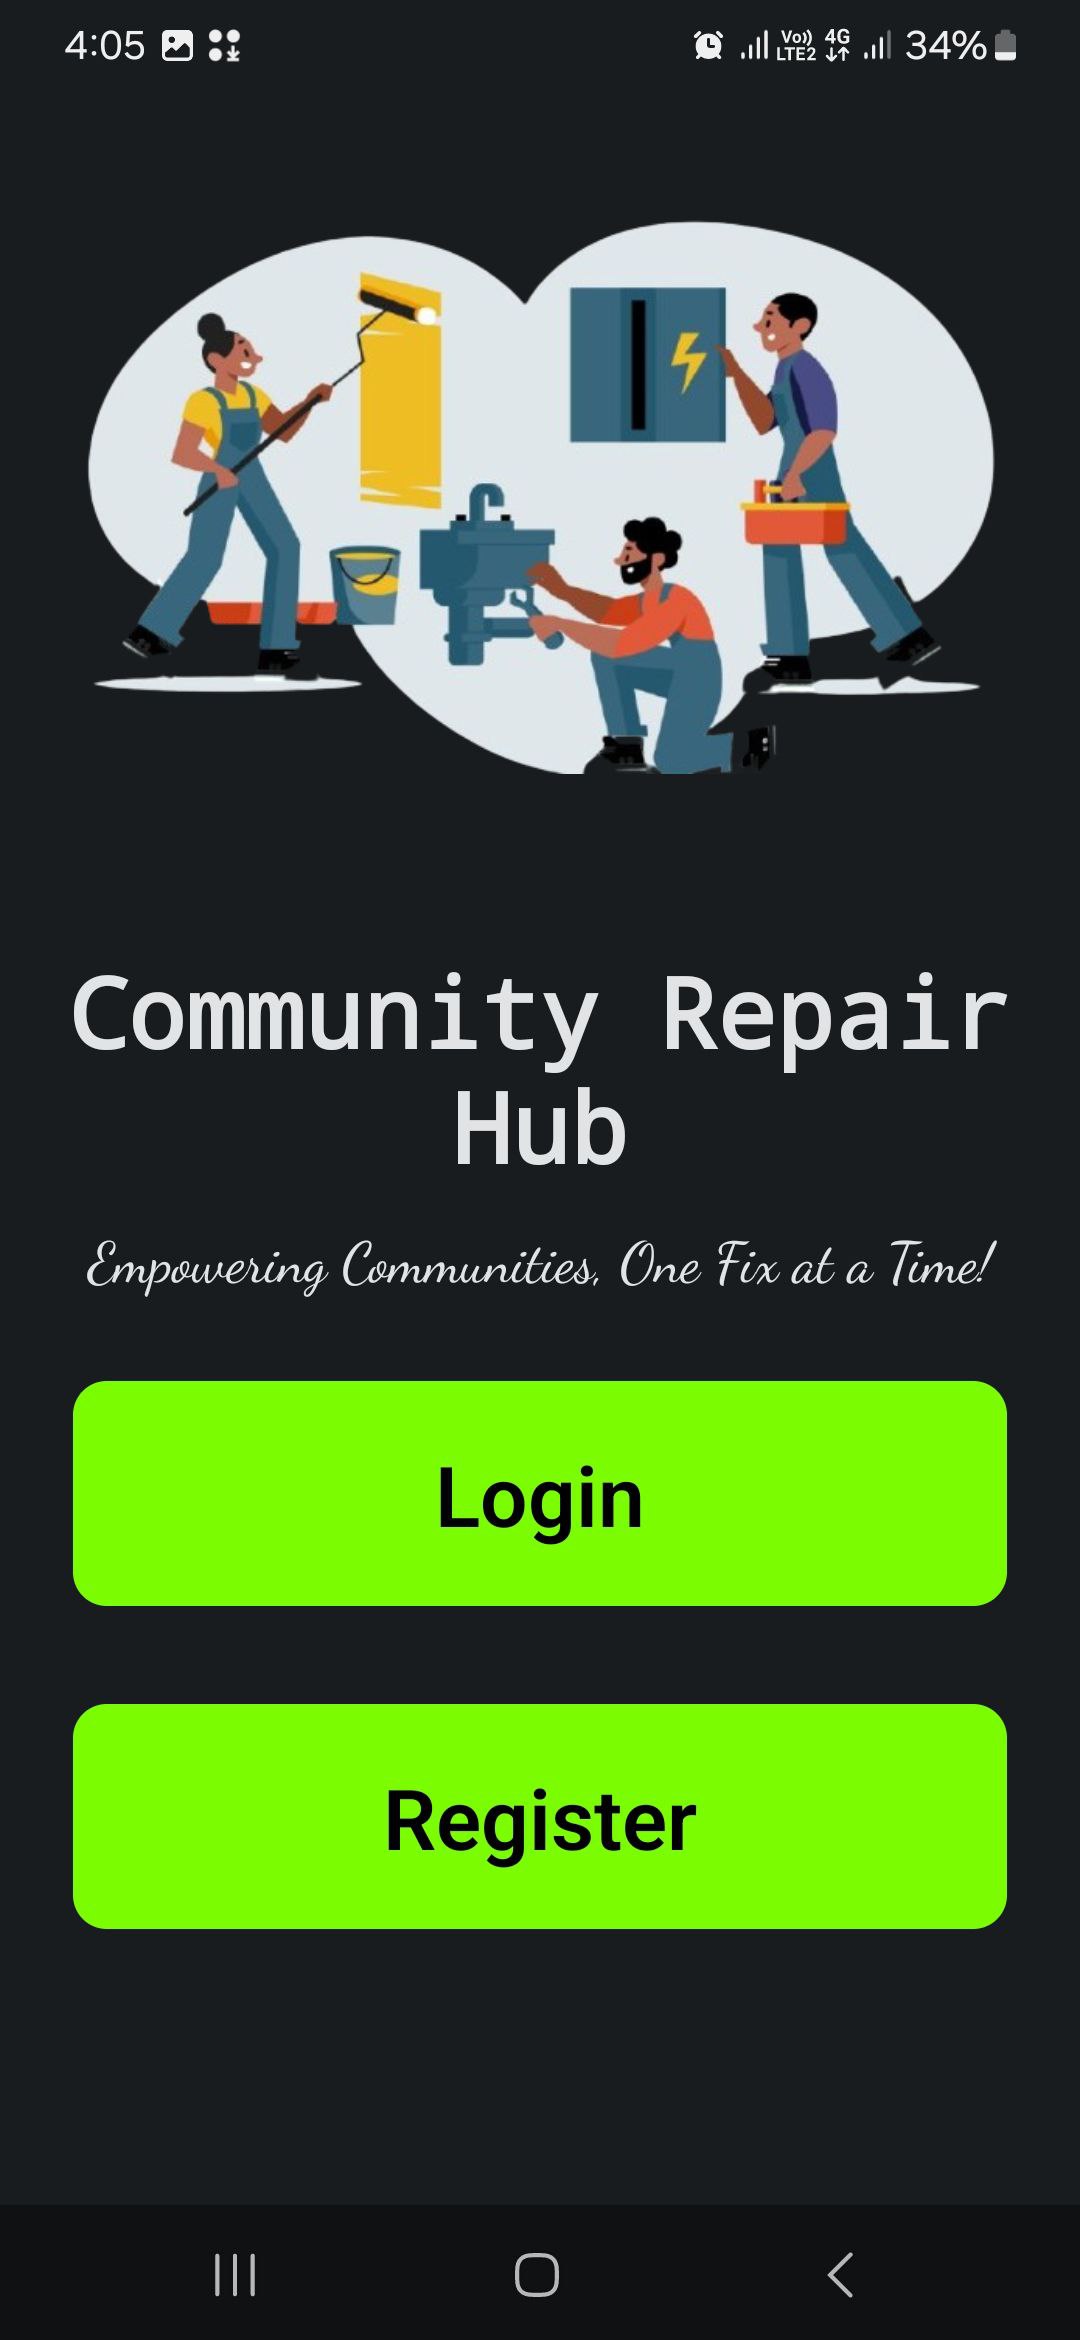 4:05 Vo)) LTE2 4G 34%
Community Repair
Hub
Empowering Communities, One Fix at a Time!
Login
Register